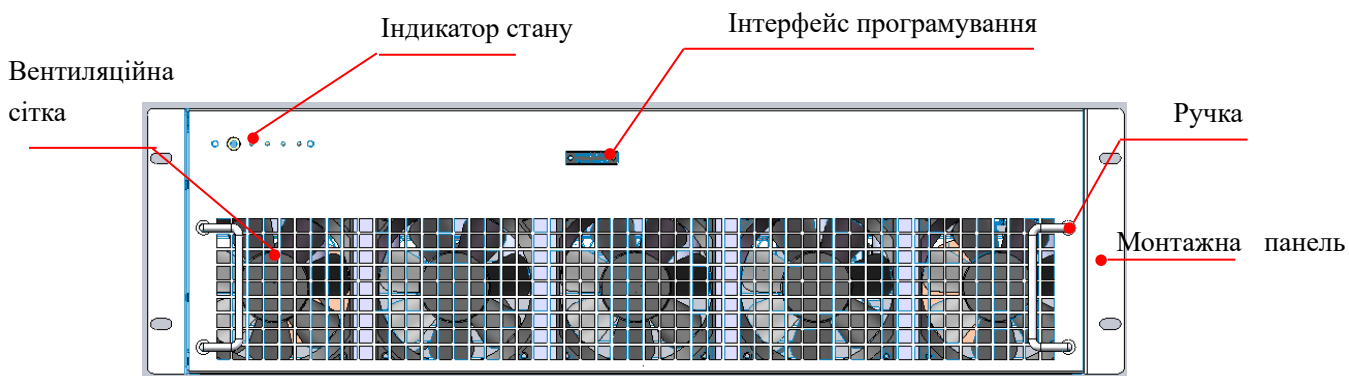 Індикатор стану
Інтерфейс програмування
Вентиляційна
сітка
Ручка
Монтажна панель